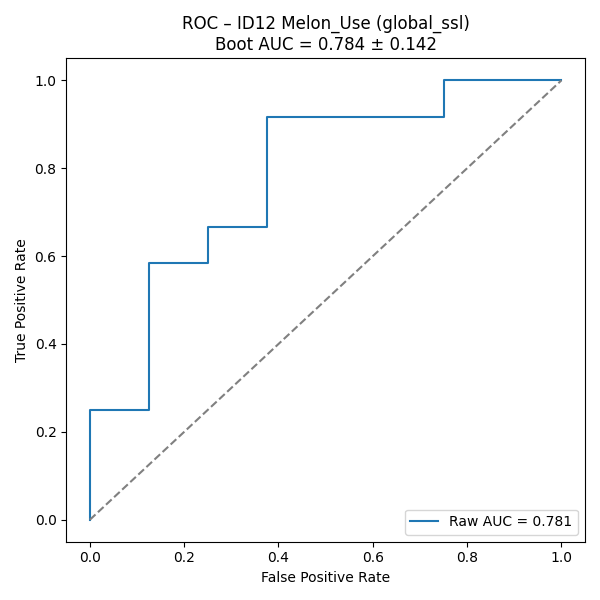 ROC – ID12 Melon_Use (global_ssl)
Boot AUC = 0.784 ± 0.142
1.0
0.8
0.6
0.4
0.2
0.0
True Positive Rate
Raw AUC = 0.781
0.0 0.2 0.4 0.6 0.8 1.0
False Positive Rate